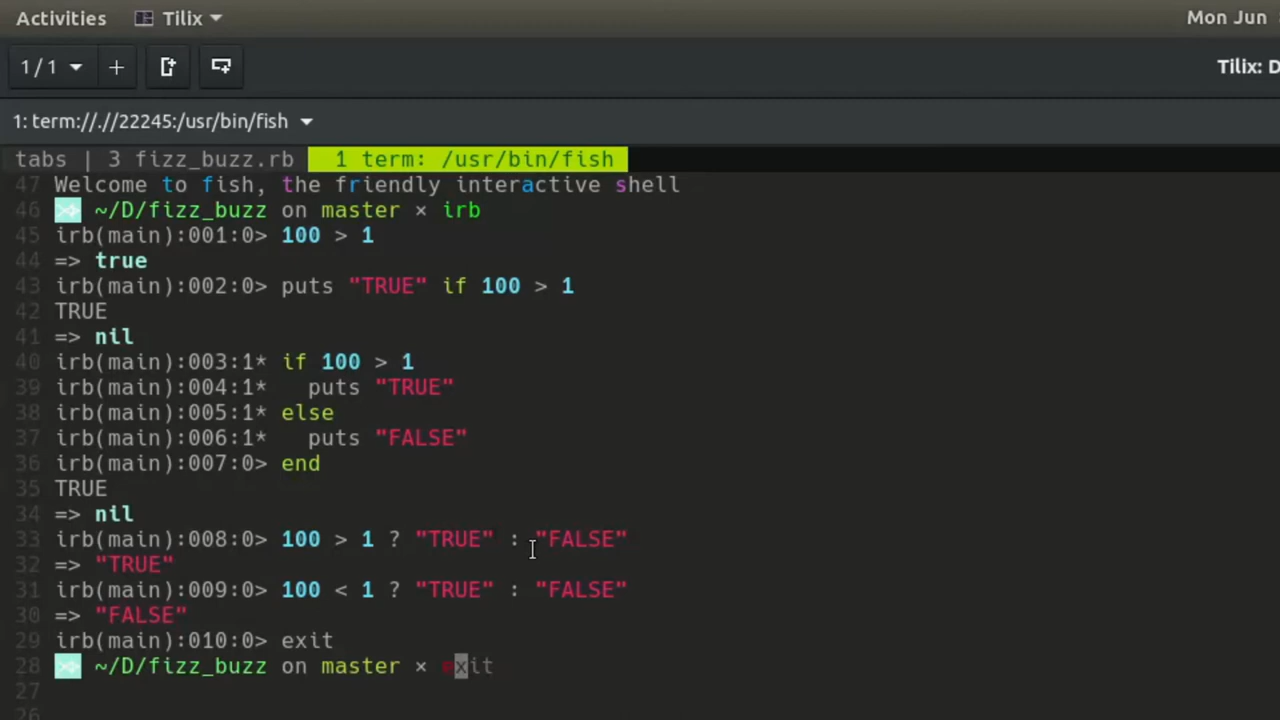 Activities Tilix Mon Jun
1 / 1 Tilix: D
1: term://.//22245:/usr/bin/fish
tabs | 3 fizz_buzz.rb 1 term: /usr/bin/fish
47 Welcome to fish, the friendly interactive shell
46 ~/D/fizz_buzz on master × irb
45 irb(main):001:0> 100 > 1
44 => true
43 irb(main):002:0> puts "TRUE" if 100 > 1
42 TRUE
41 => nil
40 irb(main):003:1* if 100 > 1
39 irb(main):004:1* puts "TRUE"
38 irb(main):005:1* else
37 irb(main):006:1* puts "FALSE"
36 irb(main):007:0> end
35 TRUE
34 => nil
33 irb(main):008:0> 100 > 1 ? "TRUE" : "FALSE"
32 => "TRUE"
31 irb(main):009:0> 100 < 1 ? "TRUE" : "FALSE"
30 => "FALSE"
29 irb(main):010:0> exit
28 ~/D/fizz_buzz on master × exit
27
26